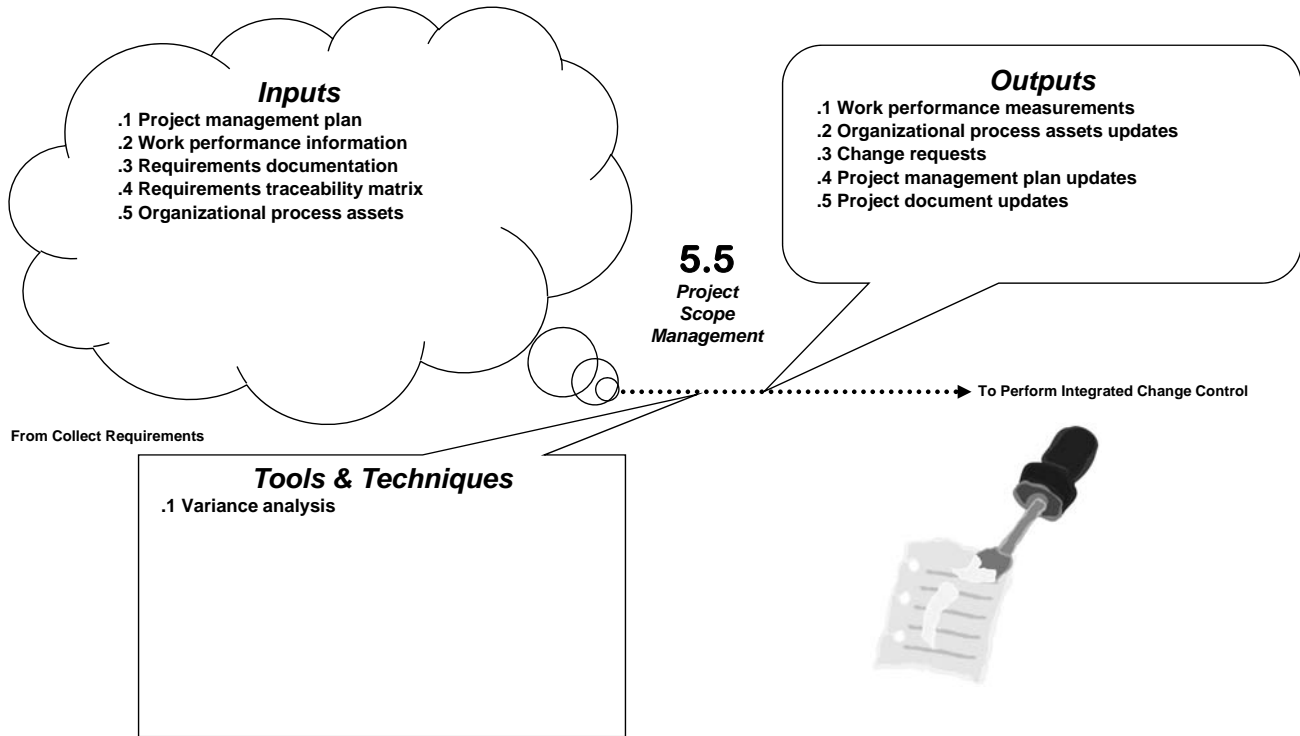 Inputs
.1 Project management plan
.2 Work performance information
.3 Requirements documentation
.4 Requirements traceability matrix
.5 Organizational process assets
Outputs
.1 Work performance measurements
.2 Organizational process assets updates
.3 Change requests
.4 Project management plan updates
.5 Project document updates
5.5
Project
Scope
Management
To Perform Integrated Change Control
From Collect Requirements
Tools & Techniques
.1 Variance analysis